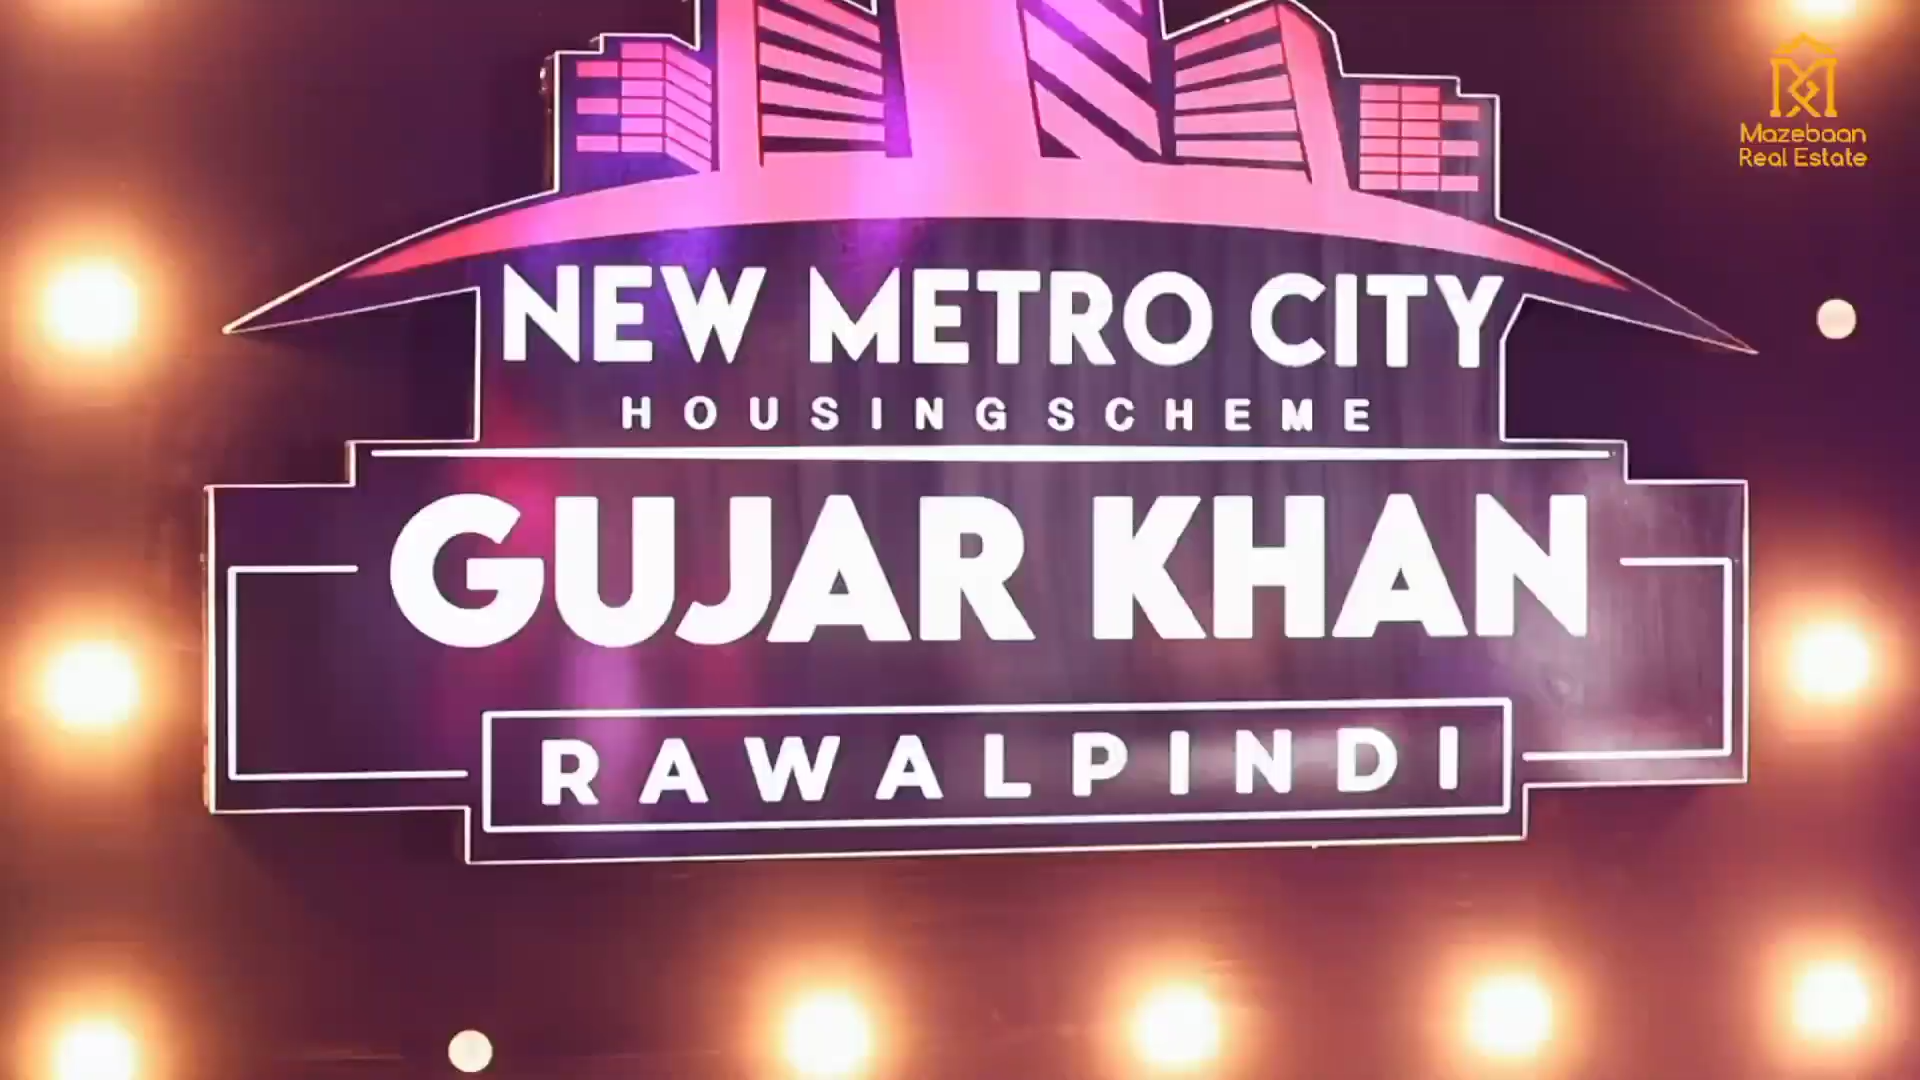 Mazebaan
Real Estate
NEW METRO CITY
HOUSING SCHEME
GUJAR KHAN
RAWALPINDI